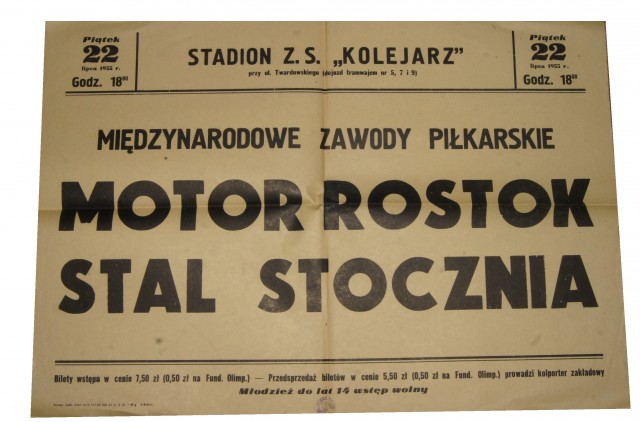 Piątek
22
lipca 1955 r.
Godz. 18⁰⁰
STADION Z. S. „KOLEJARZ”
przy ul. Twardowskiego (dojazd tramwajem nr 5, 7 i 9)
Piątek
22
lipca 1955 r.
Godz. 18⁰⁰
MIĘDZYNARODOWE ZAWODY PIŁKARSKIE
MOTOR ROSTOK
STAL STOCZNIA
Bilety wstępu w cenie 7,50 zł (0,50 zł na Fund. Olimp.) — Przedsprzedaż biletów w cenie 5,50 zł (0,50 zł na Fund. Olimp.) prowadzi kolporter zakładowy
Młodzież do lat 14 wstęp wolny